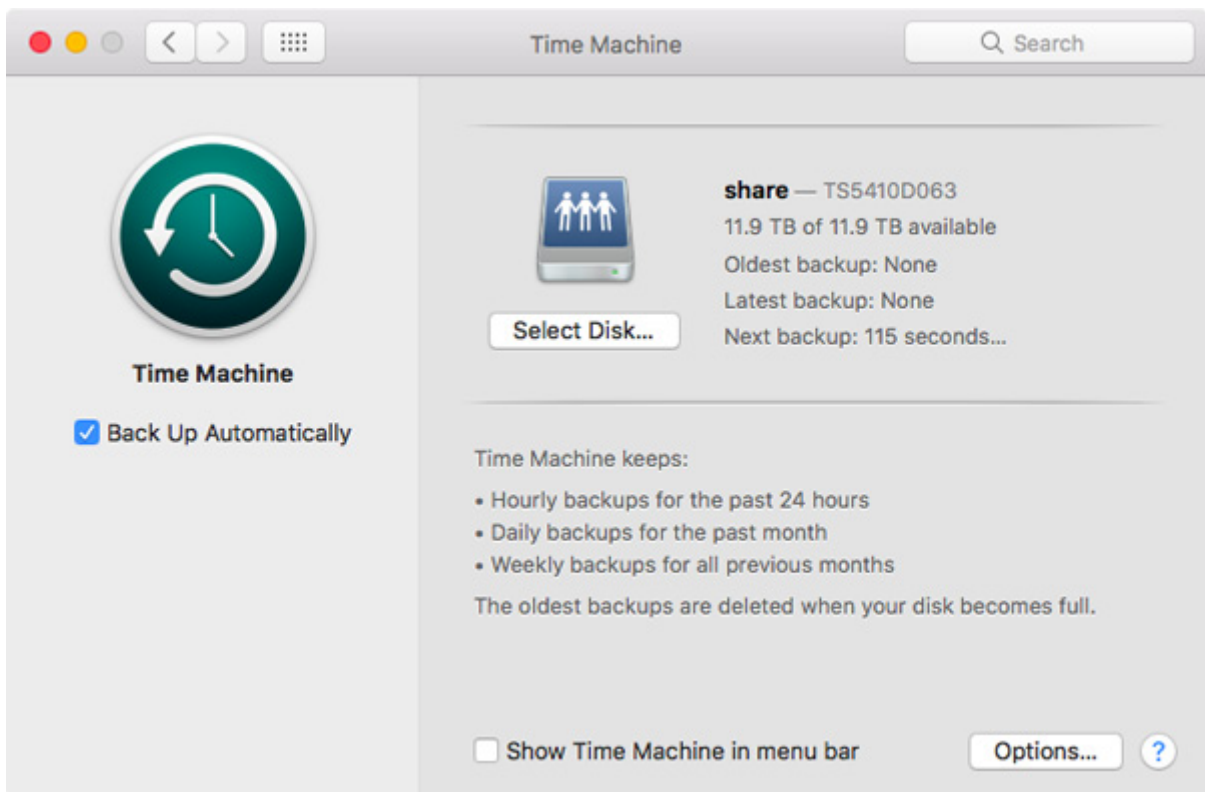 Time Machine
Search
Time Machine
Back Up Automatically
share — TS5410D063
11.9 TB of 11.9 TB available
Oldest backup: None
Latest backup: None
Next backup: 115 seconds...
Select Disk...
Time Machine keeps:
• Hourly backups for the past 24 hours
• Daily backups for the past month
• Weekly backups for all previous months
The oldest backups are deleted when your disk becomes full.
Show Time Machine in menu bar
Options...
?